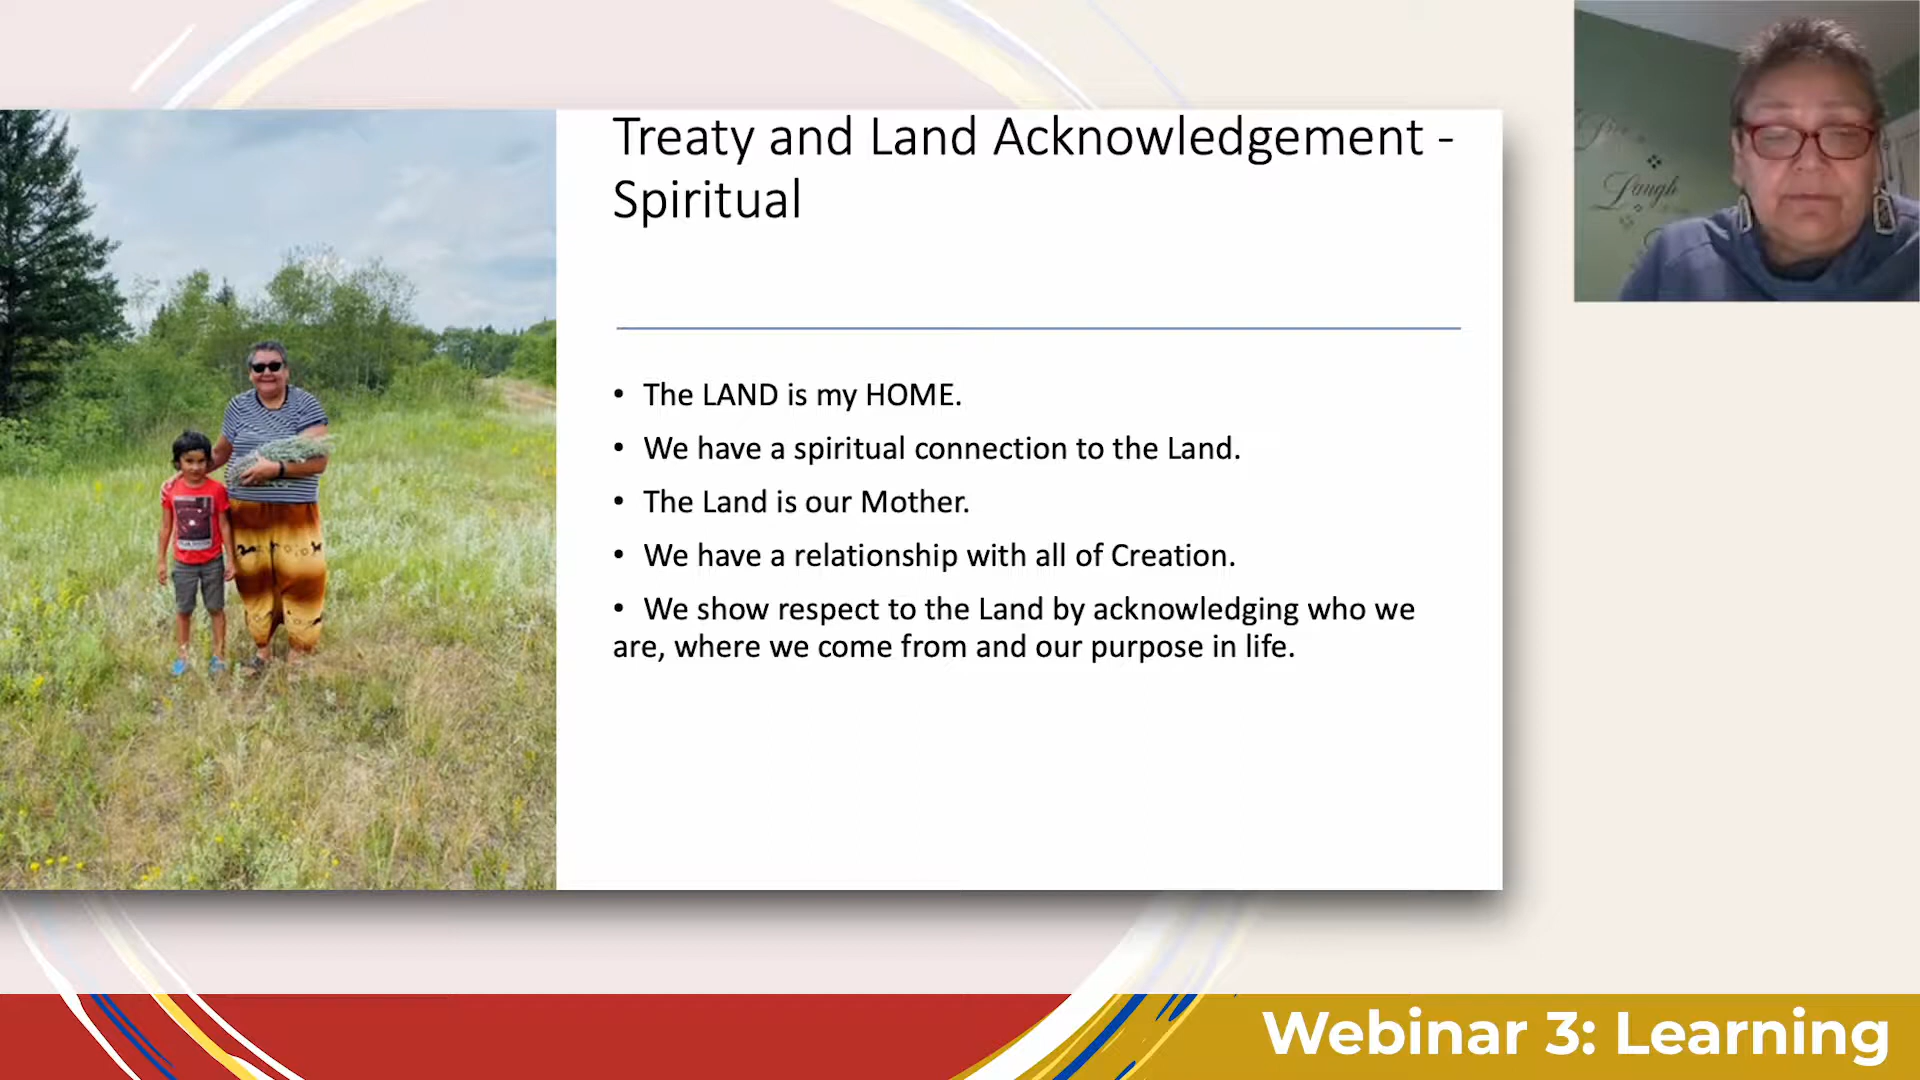 Treaty and Land Acknowledgement -
Spiritual
• The LAND is my HOME.
• We have a spiritual connection to the Land.
• The Land is our Mother.
• We have a relationship with all of Creation.
• We show respect to the Land by acknowledging who we
are, where we come from and our purpose in life.
Laugh
Webinar 3: Learning